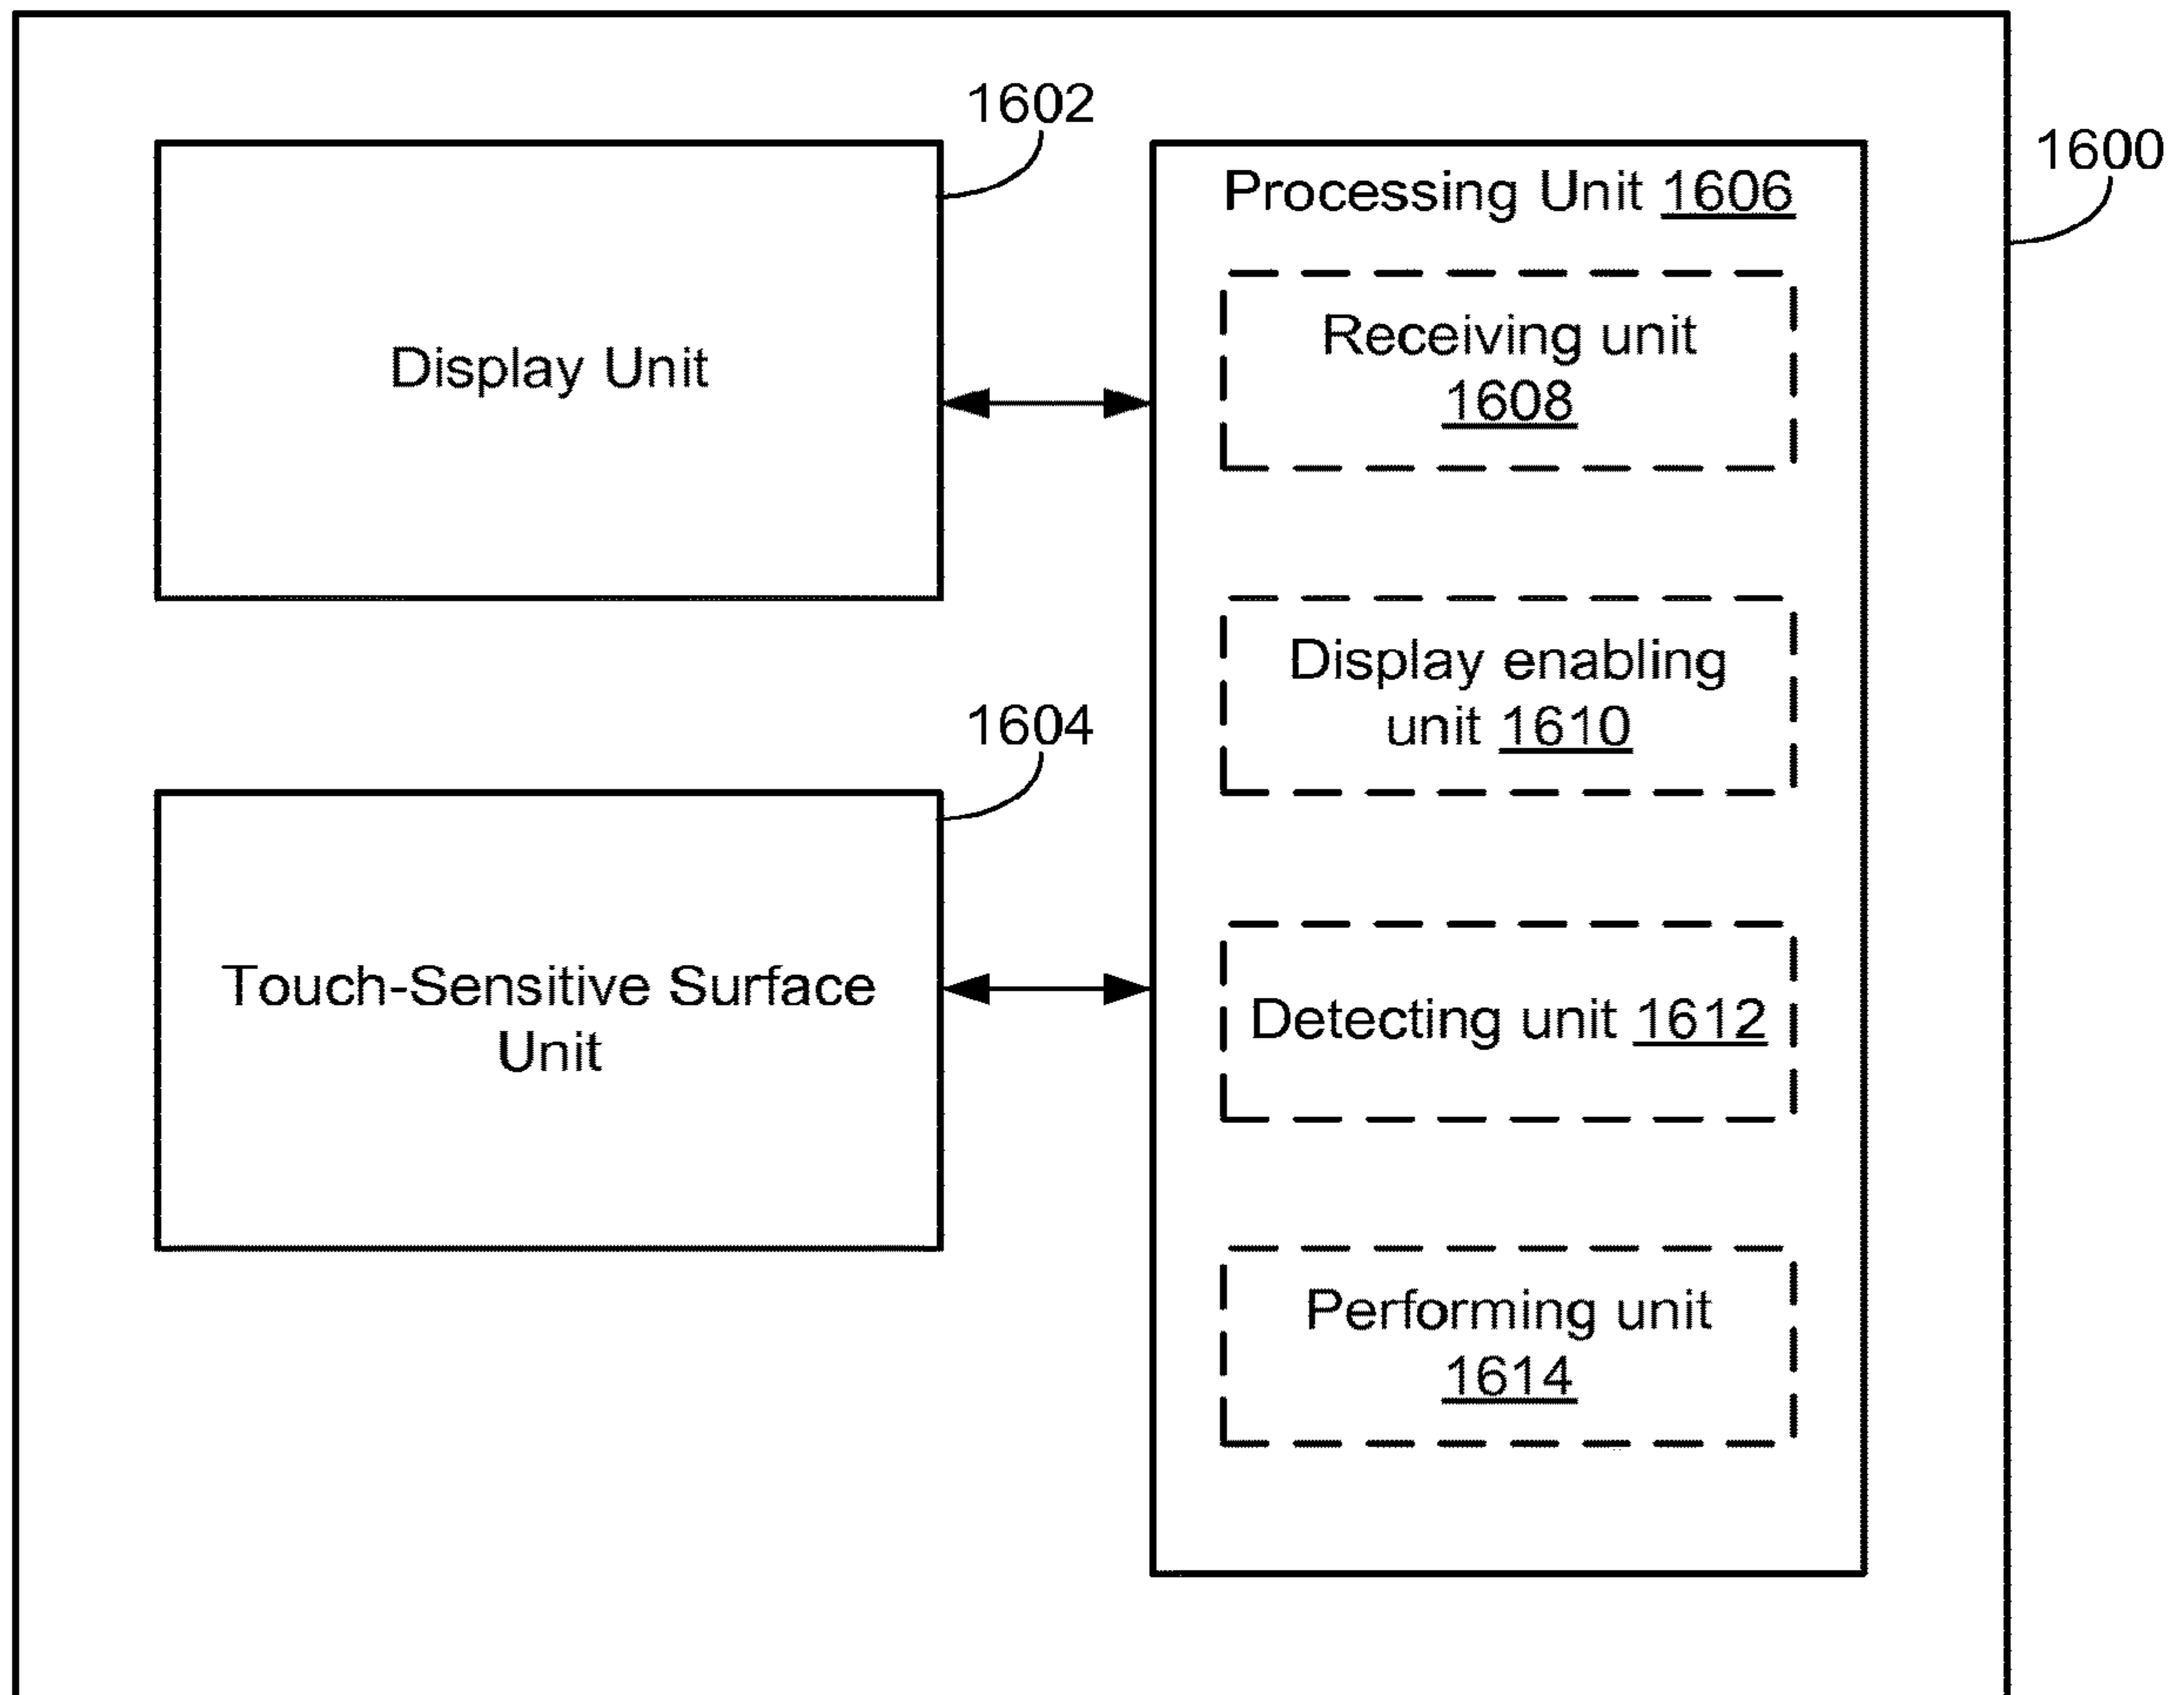 1602
1600
Display Unit
1604
Touch-Sensitive Surface
Unit
Processing Unit 1606
Receiving unit
1608
Display enabling
unit 1610
Detecting unit 1612
Performing unit
1614